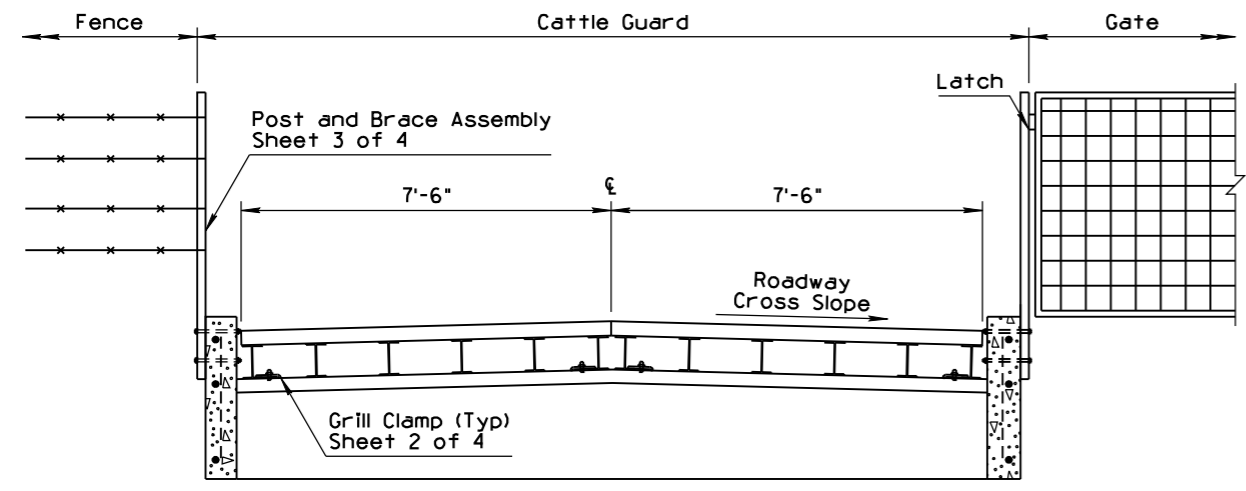 Fence
Cattle Guard
Gate
Latch
Post and Brace Assembly
Sheet 3 of 4
7'-6"
℄
7'-6"
Roadway
Cross Slope
Grill Clamp (Typ)
Sheet 2 of 4